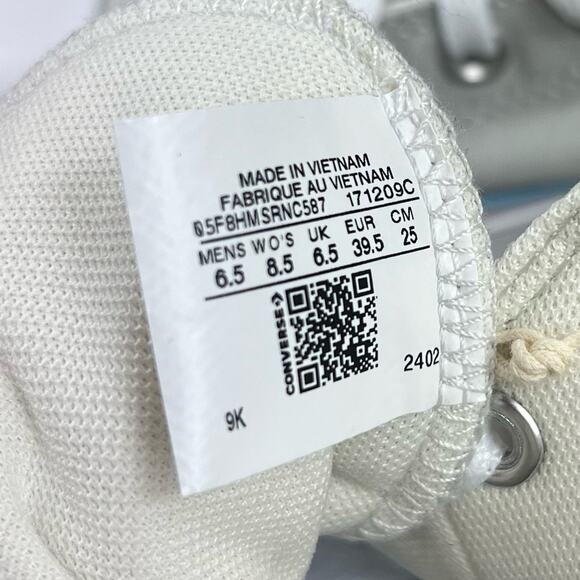 MADE IN VIETNAM
FABRIQUE AU VIETNAM
05F8HMSRNC587 171209C
MENS WO'S UK EUR CM
6.5 8.5 6.5 39.5 25
CONVERSE
2402
9K